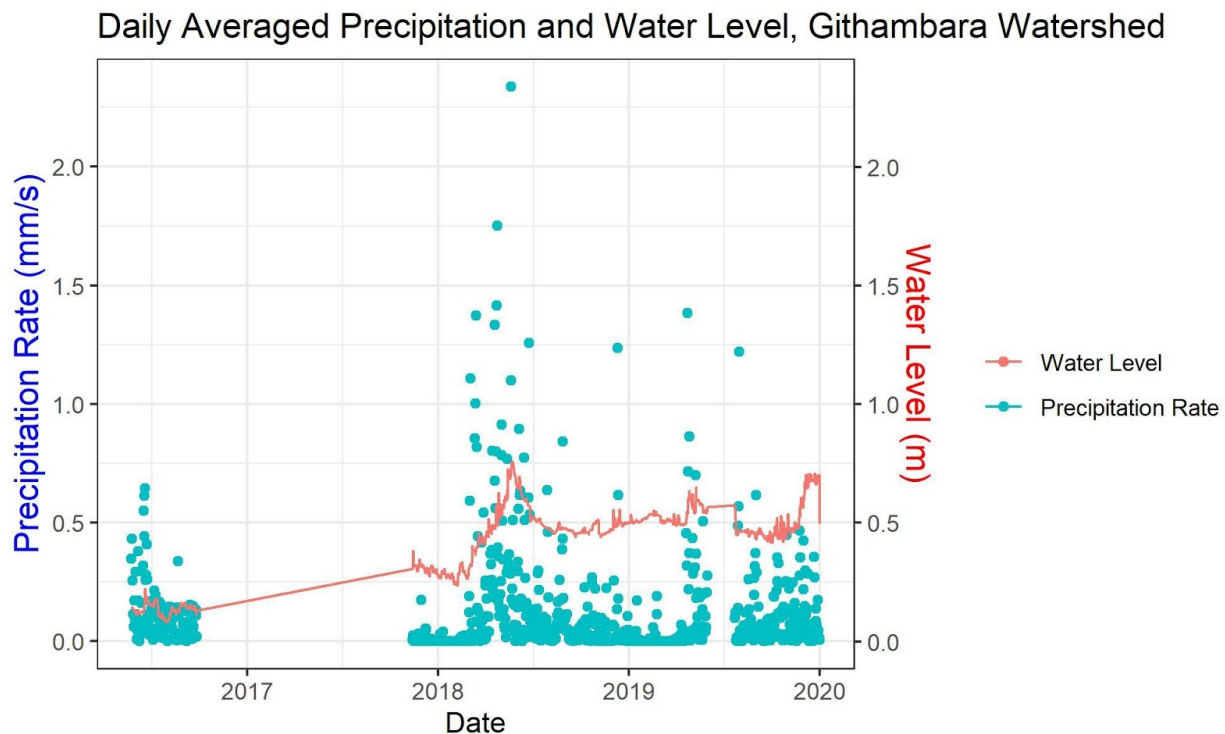 Daily Averaged Precipitation and Water Level, Githambara Watershed
Precipitation Rate (mm/s)
2.0
1.5
1.0
0.5
0.0
2.0
1.5
1.0
0.5
0.0
Water Level (m)
2017
2018
2019
2020
Date
Water Level
Precipitation Rate